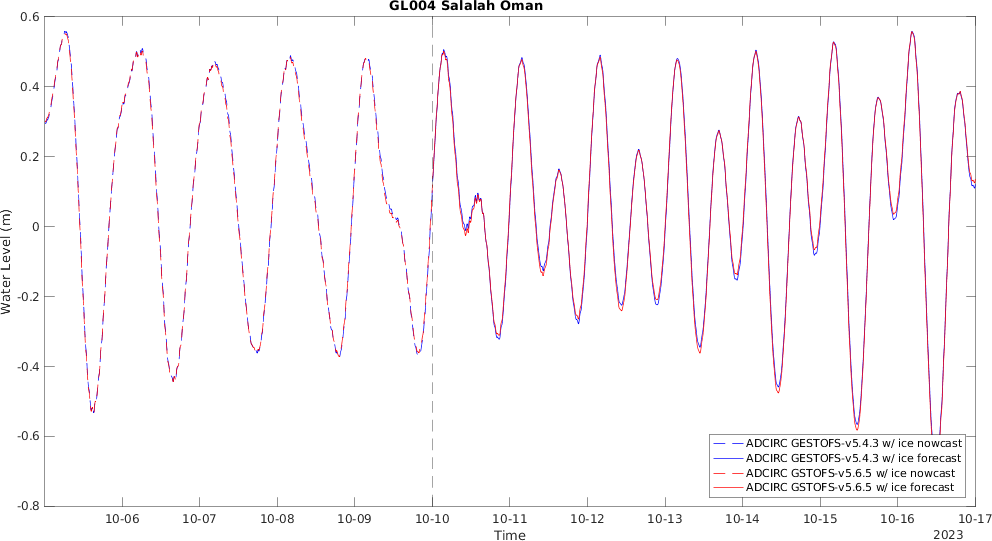 GL004 Salalah Oman
Water Level (m)
0.6
0.4
0.2
0
-0.2
-0.4
-0.6
-0.8
ADCIRC GESTOFS-v5.4.3 w/ ice nowcast
ADCIRC GESTOFS-v5.4.3 w/ ice forecast
ADCIRC GSTOFS-v5.6.5 w/ ice nowcast
ADCIRC GSTOFS-v5.6.5 w/ ice forecast
10-06 10-07 10-08 10-09 10-10 10-11 10-12 10-13 10-14 10-15 10-16 10-17
Time
2023